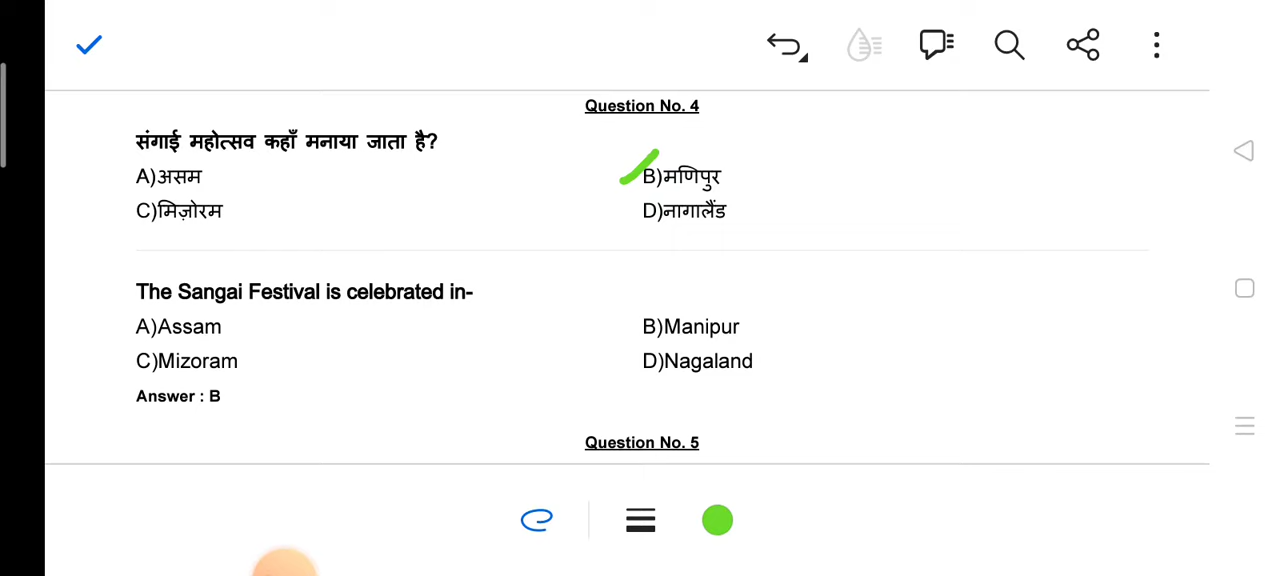 Question No. 4
संगाई महोत्सव कहाँ मनाया जाता है?
A)असम B)मणिपुर
C)मिज़ोरम D)नागालैंड
The Sangai Festival is celebrated in-
A)Assam B)Manipur
C)Mizoram D)Nagaland
Answer : B
Question No. 5